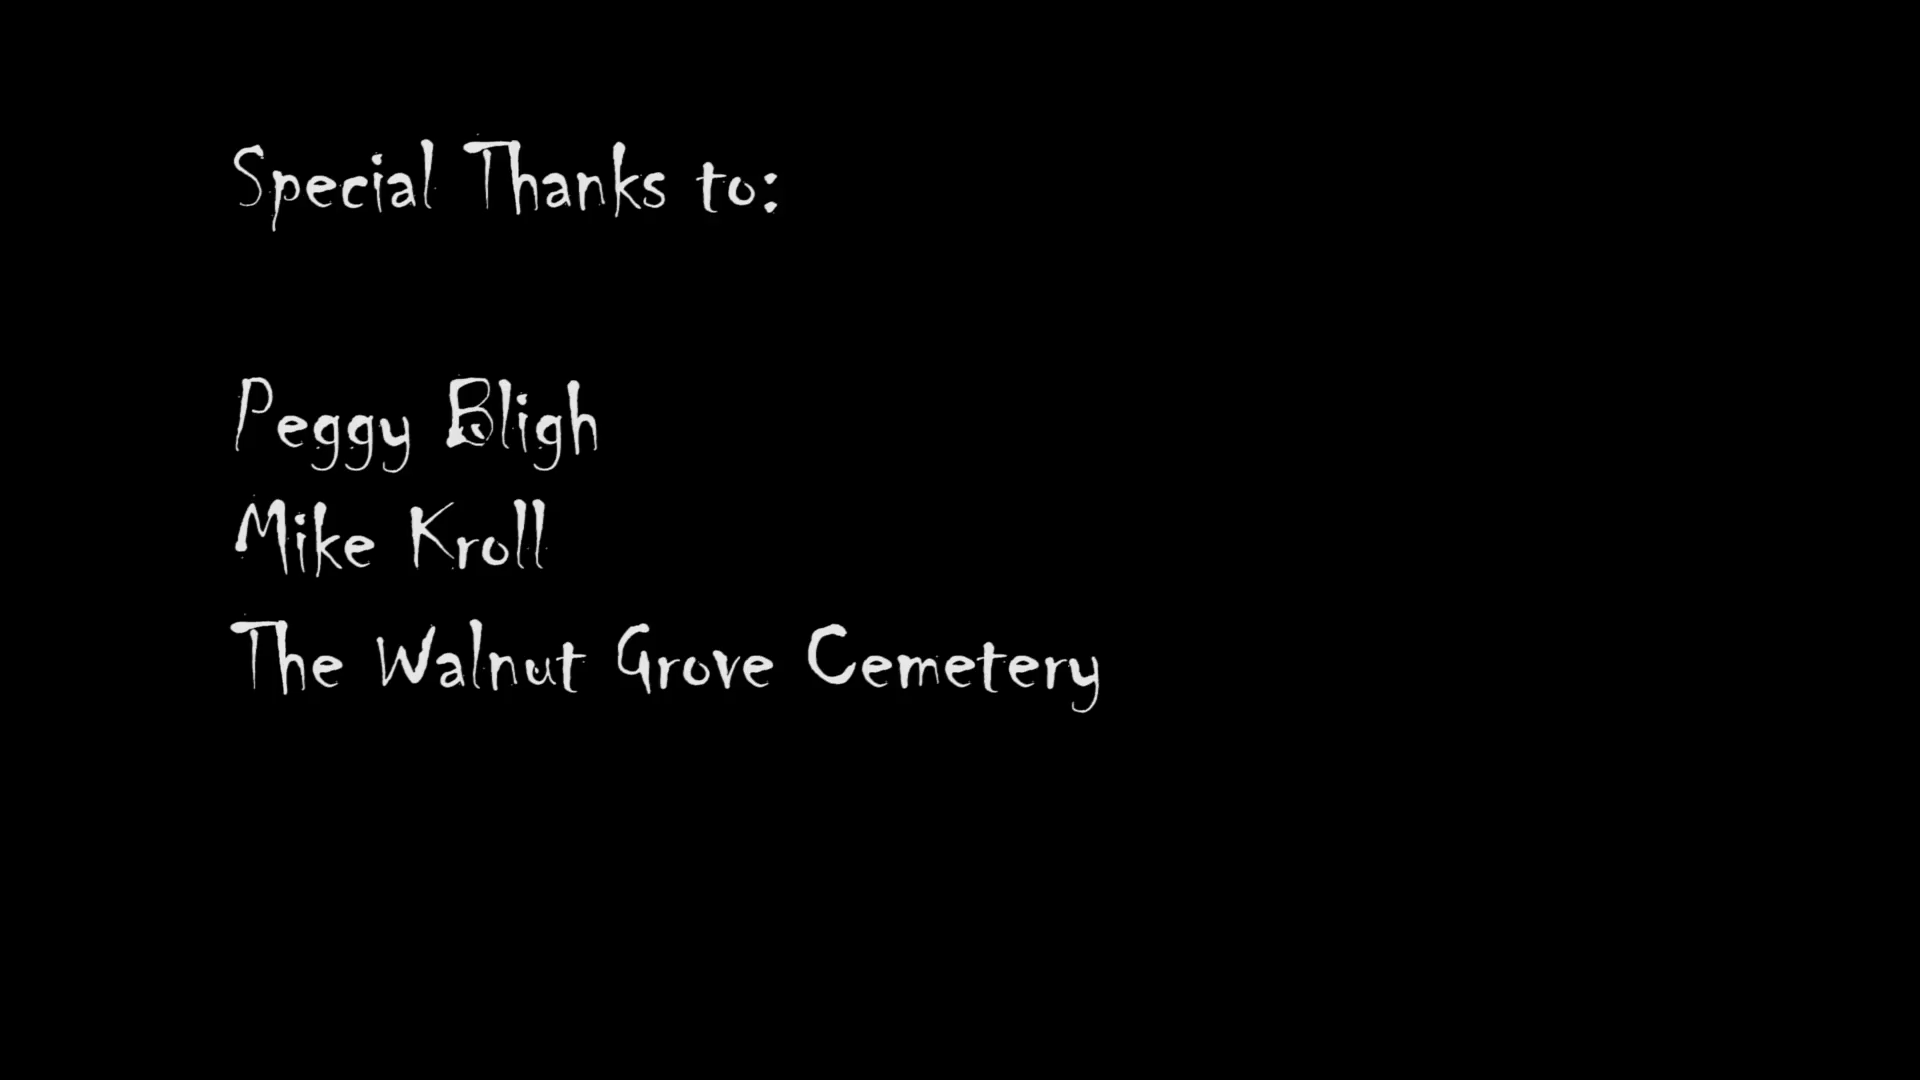 Special Thanks to:
Peggy Bligh
Mike Kroll
The Walnut Grove Cemetery